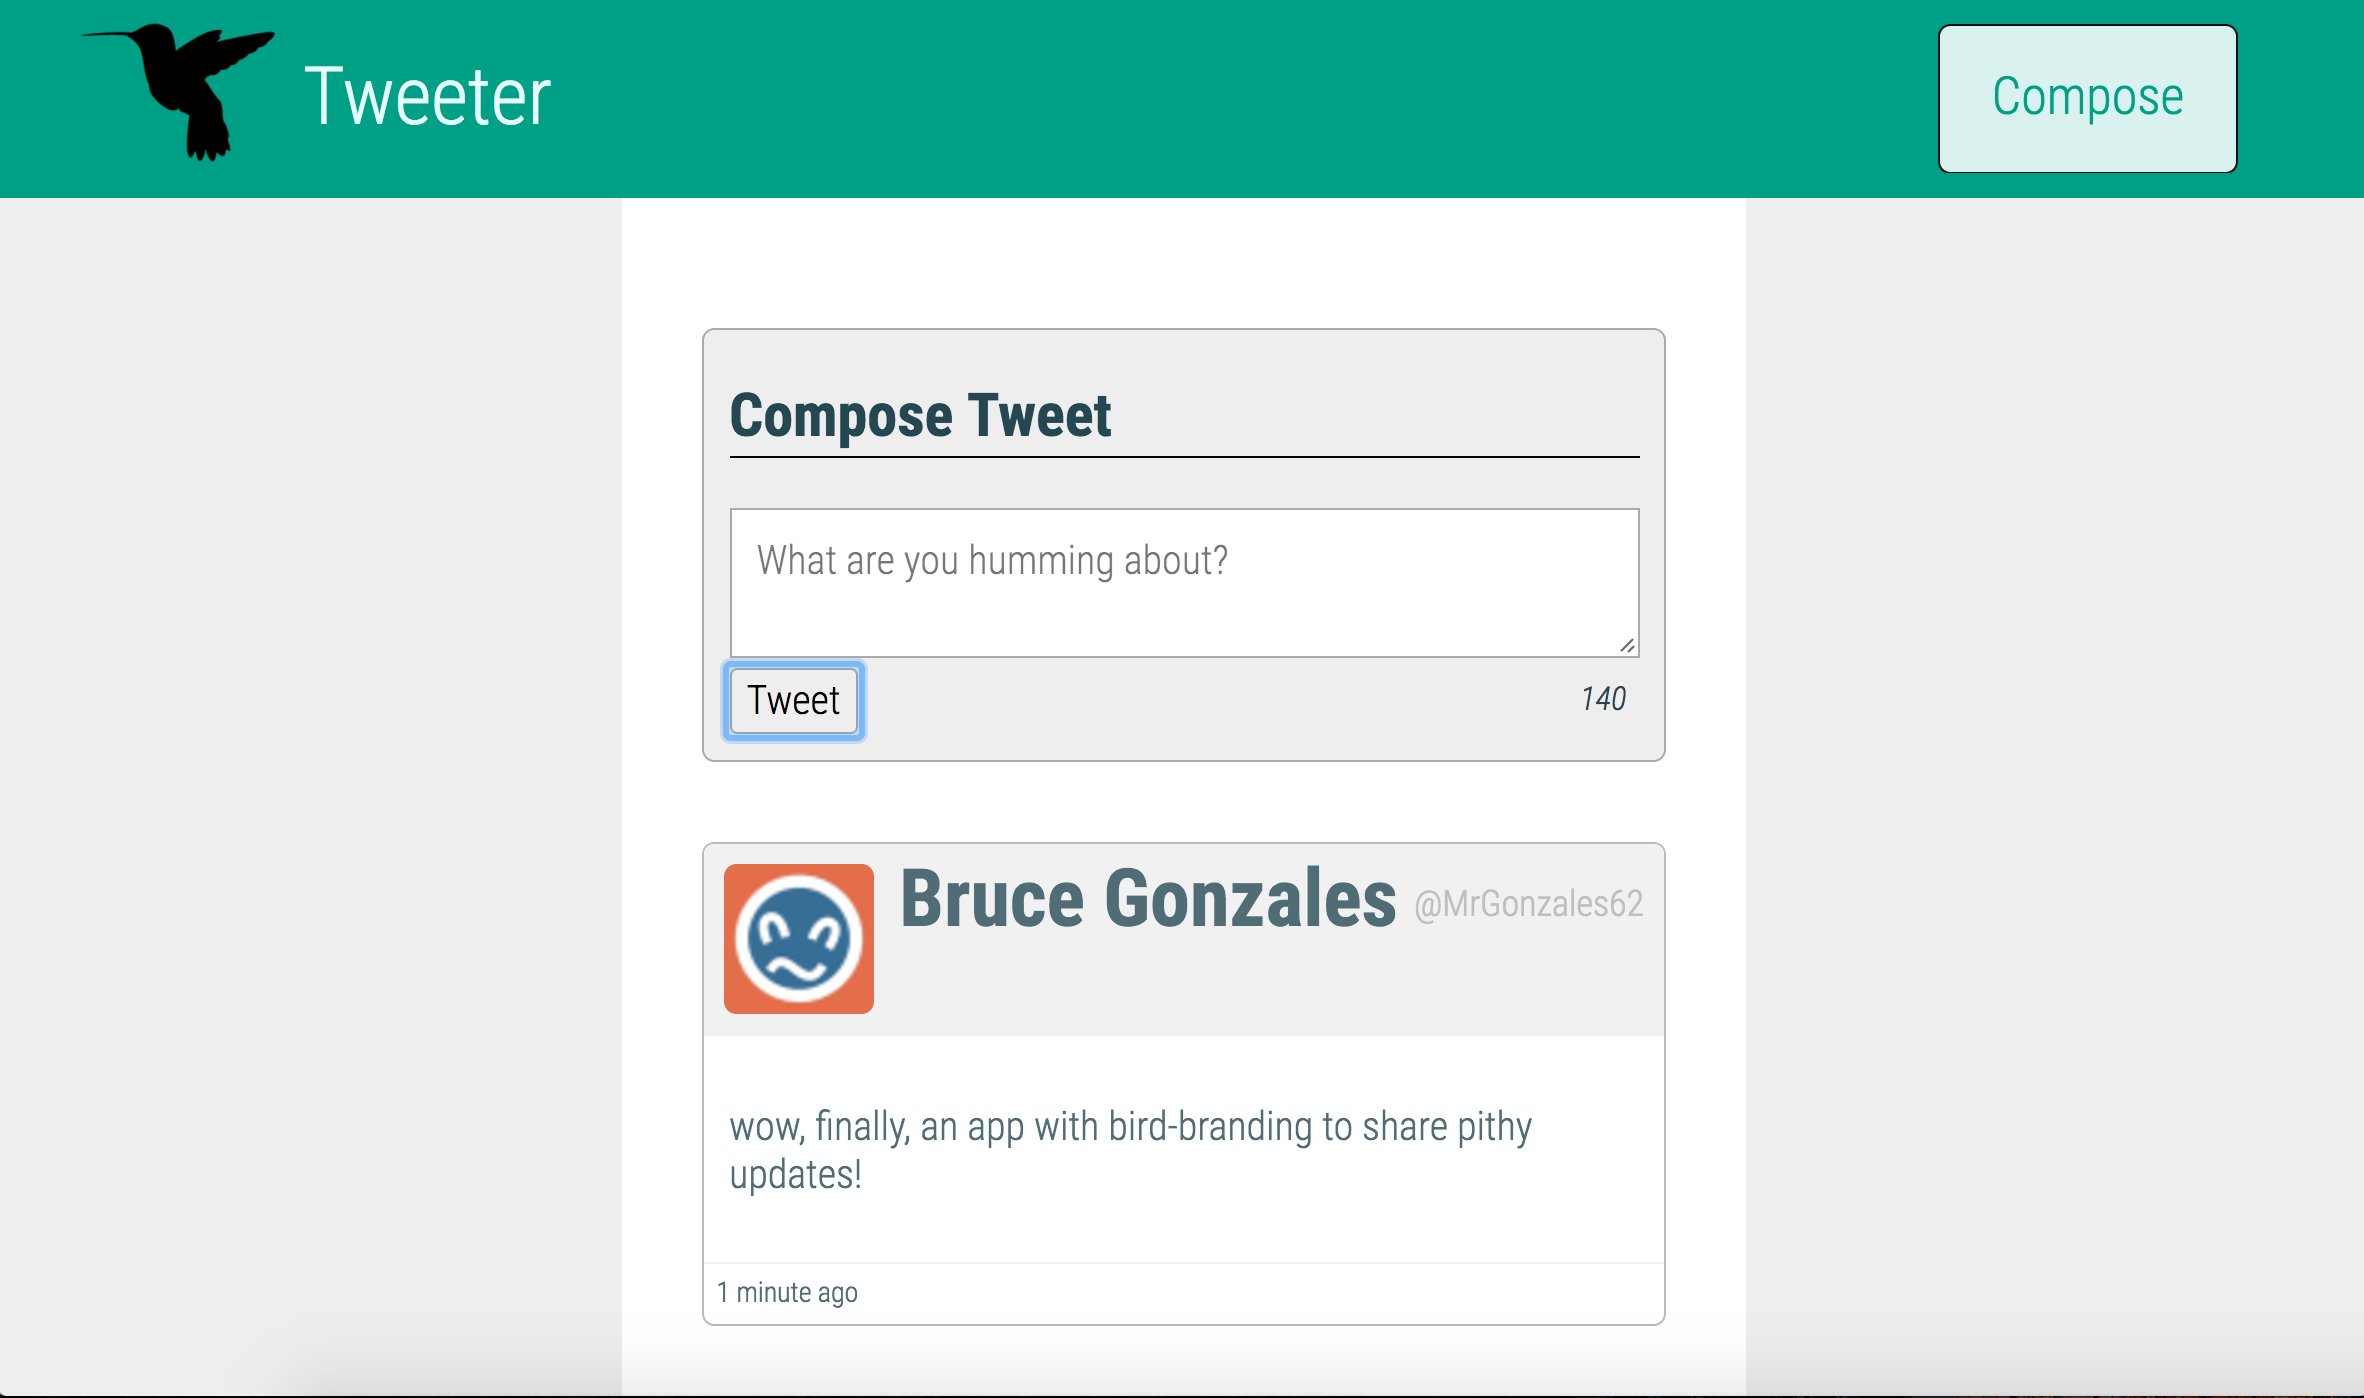 Tweeter
Compose
Compose Tweet
What are you humming about?
Tweet
140
Bruce Gonzales @MrGonzales62
wow, finally, an app with bird-branding to share pithy
updates!
1 minute ago